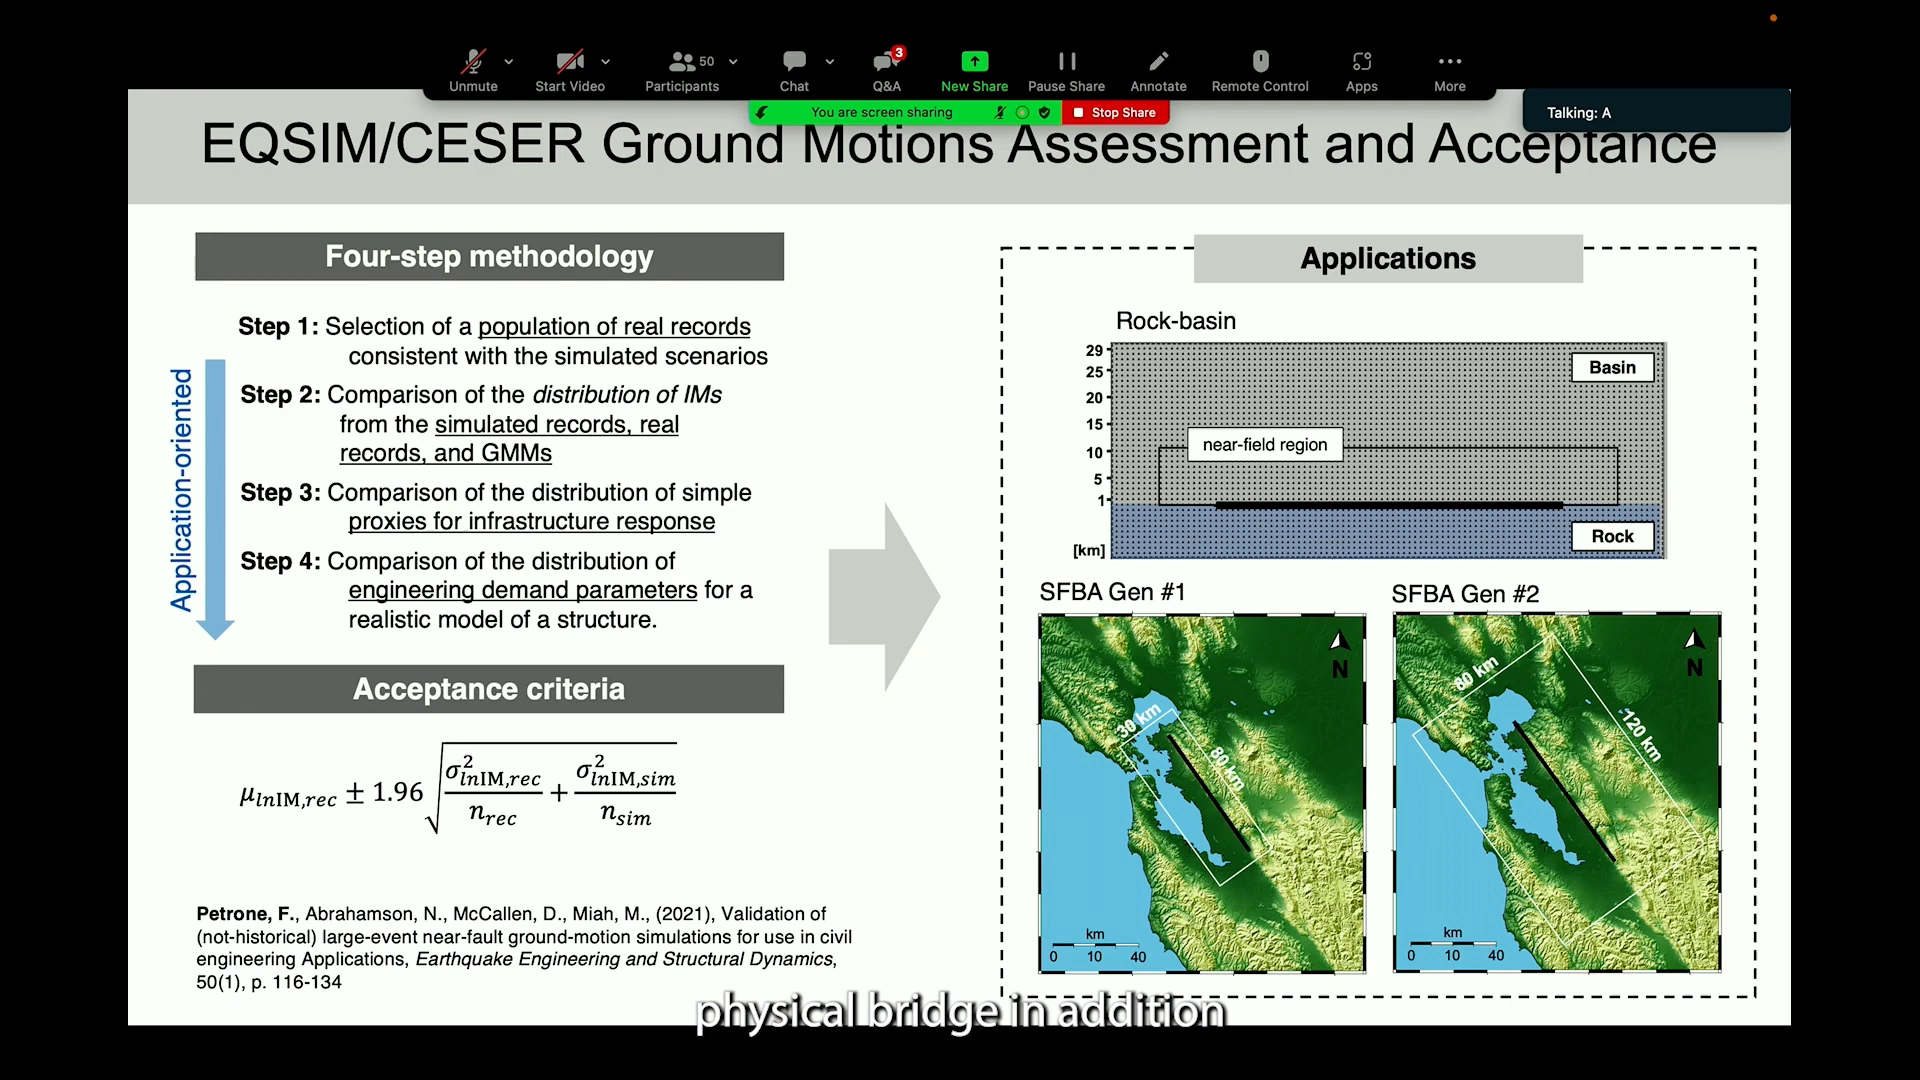 Unmute
Start Video
50
Participants
Chat
3
Q&A
New Share
Pause Share
Annotate
Remote Control
Apps
More
You are screen sharing
Stop Share
Talking: A
EQSIM/CESER Ground Motions Assessment and Acceptance
Four-step methodology
Application-oriented
Step 1: Selection of a population of real records
consistent with the simulated scenarios
Step 2: Comparison of the distribution of IMs
from the simulated records, real
records, and GMMs
Step 3: Comparison of the distribution of simple
proxies for infrastructure response
Step 4: Comparison of the distribution of
engineering demand parameters for a
realistic model of a structure.
Acceptance criteria
μlnIM,rec ± 1.96 √(σ²lnIM,rec / nrec + σ²lnIM,sim / nsim)
Petrone, F., Abrahamson, N., McCallen, D., Miah, M., (2021), Validation of
(not-historical) large-event near-fault ground-motion simulations for use in civil
engineering Applications, Earthquake Engineering and Structural Dynamics,
50(1), p. 116-134
Applications
Rock-basin
29
25
20
15
10
5
1
[km]
Basin
near-field region
Rock
SFBA Gen #1
N
30 km
80 km
km
0 10 40
SFBA Gen #2
N
80 km
120 km
km
0 10 40
physical bridge in addition